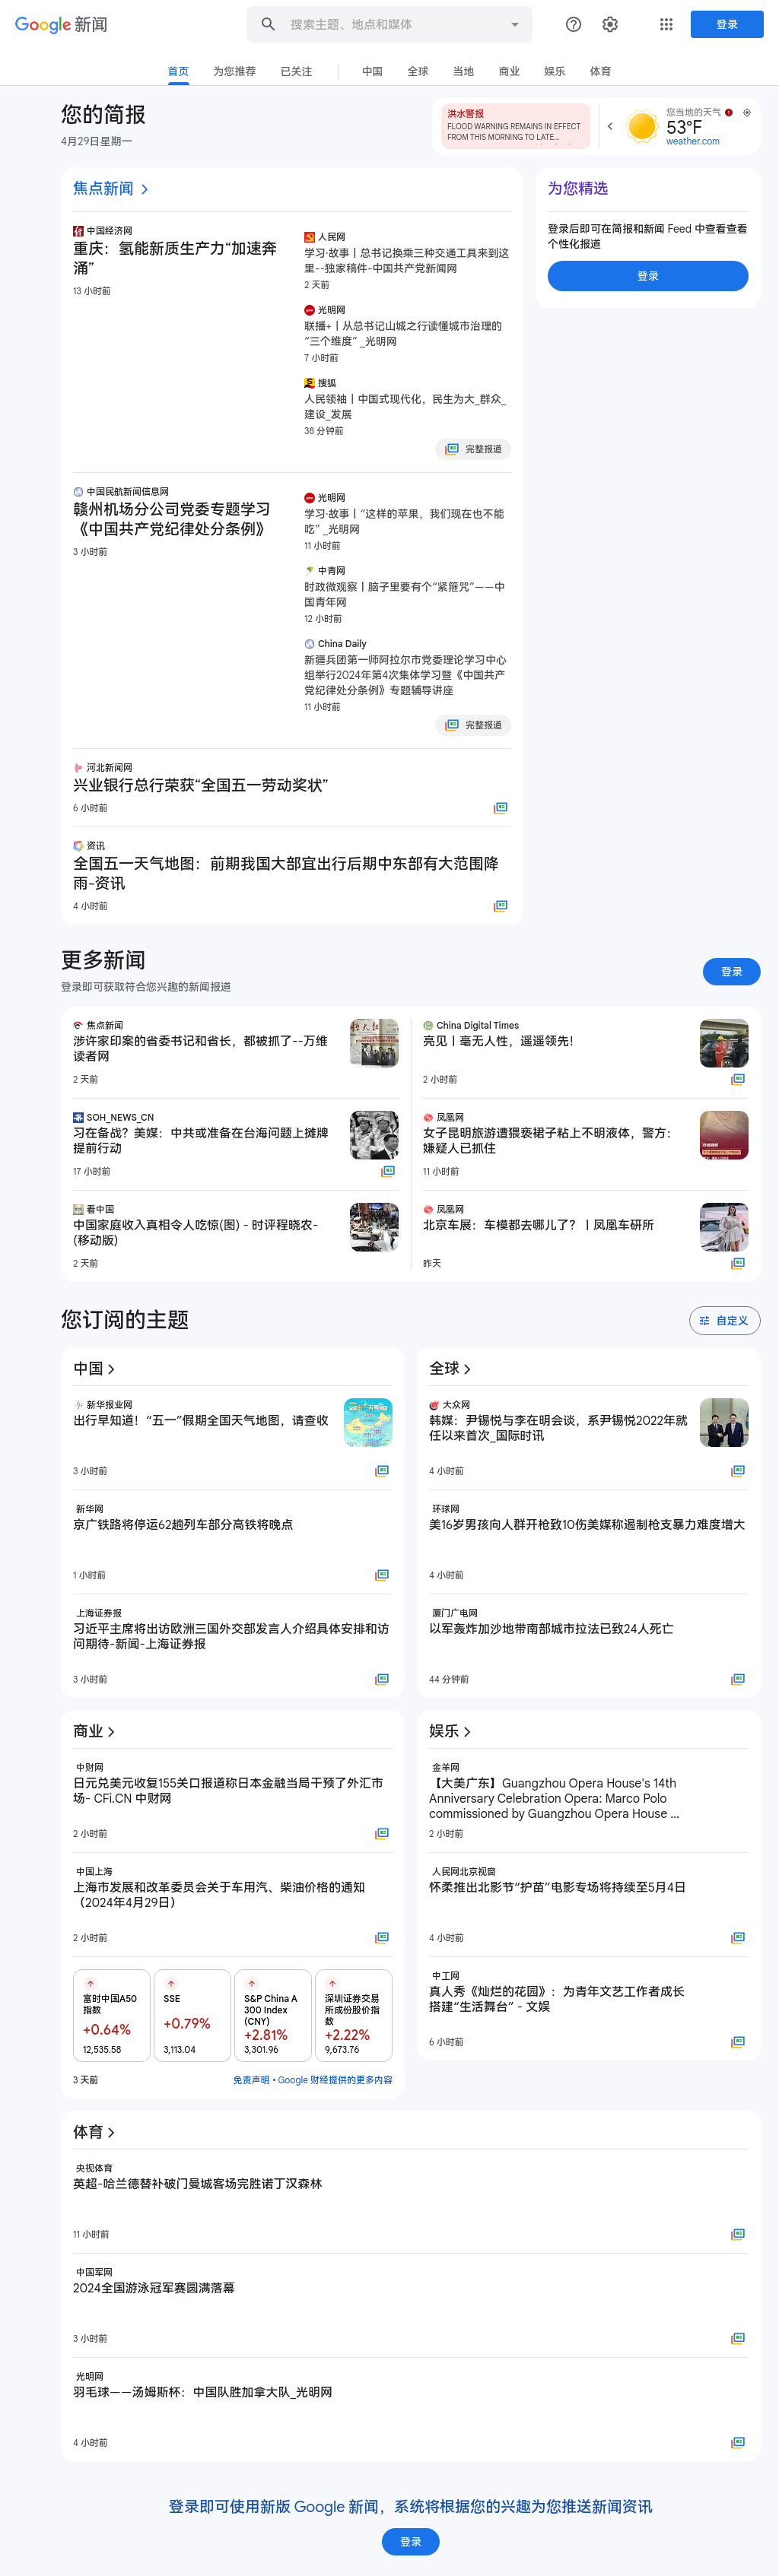 Google 新闻
搜索主题、地点和媒体
登录
首页
为您推荐
已关注
中国
全球
当地
商业
娱乐
体育
您的简报
4月29日星期一
洪水警报
FLOOD WARNING REMAINS IN EFFECT
FROM THIS MORNING TO LATE...
您当地的天气
53°F
weather.com
焦点新闻
中国经济网
重庆：氢能新质生产力“加速奔
涌”
13 小时前
人民网
学习·故事丨总书记换乘三种交通工具来到这
里--独家稿件-中国共产党新闻网
2 天前
光明网
联播+丨从总书记山城之行读懂城市治理的
“三个维度” _光明网
7 小时前
搜狐
人民领袖丨中国式现代化，民生为大_群众_
建设_发展
38 分钟前
完整报道
中国民航新闻信息网
赣州机场分公司党委专题学习
《中国共产党纪律处分条例》
3 小时前
光明网
学习·故事丨“这样的苹果，我们现在也不能
吃” _光明网
11 小时前
中青网
时政微观察丨脑子里要有个“紧箍咒”——中
国青年网
12 小时前
China Daily
新疆兵团第一师阿拉尔市党委理论学习中心
组举行2024年第4次集体学习暨《中国共产
党纪律处分条例》专题辅导讲座
11 小时前
完整报道
河北新闻网
兴业银行总行荣获“全国五一劳动奖状”
6 小时前
资讯
全国五一天气地图：前期我国大部宜出行后期中东部有大范围降
雨-资讯
4 小时前
为您精选
登录后即可在简报和新闻 Feed 中查看查看
个性化报道
登录
更多新闻
登录即可获取符合您兴趣的新闻报道
登录
焦点新闻
涉许家印案的省委书记和省长，都被抓了--万维
读者网
2 天前
SOH_NEWS_CN
习在备战？美媒：中共或准备在台海问题上摊牌
提前行动
17 小时前
看中国
中国家庭收入真相令人吃惊(图) - 时评程晓农-
(移动版)
2 天前
China Digital Times
亮见丨毫无人性，遥遥领先！
2 小时前
凤凰网
女子昆明旅游遭猥亵裙子粘上不明液体，警方：
嫌疑人已抓住
11 小时前
凤凰网
北京车展：车模都去哪儿了？丨凤凰车研所
昨天
您订阅的主题
自定义
中国
新华报业网
出行早知道！“五一”假期全国天气地图，请查收
3 小时前
新华网
京广铁路将停运62趟列车部分高铁将晚点
1 小时前
上海证券报
习近平主席将出访欧洲三国外交部发言人介绍具体安排和访
问期待-新闻-上海证券报
3 小时前
全球
大众网
韩媒：尹锡悦与李在明会谈，系尹锡悦2022年就
任以来首次_国际时讯
4 小时前
环球网
美16岁男孩向人群开枪致10伤美媒称遏制枪支暴力难度增大
4 小时前
厦门广电网
以军轰炸加沙地带南部城市拉法已致24人死亡
44 分钟前
商业
中财网
日元兑美元收复155关口报道称日本金融当局干预了外汇市
场- CFi.CN 中财网
2 小时前
中国上海
上海市发展和改革委员会关于车用汽、柴油价格的通知
（2024年4月29日）
2 小时前
富时中国A50
指数
+0.64%
12,535.58
SSE
+0.79%
3,113.04
S&P China A
300 Index
(CNY)
+2.81%
3,301.96
深圳证券交易
所成份股价指
数
+2.22%
9,673.76
3 天前
免责声明 • Google 财经提供的更多内容
娱乐
金羊网
【大美广东】Guangzhou Opera House's 14th
Anniversary Celebration Opera: Marco Polo
commissioned by Guangzhou Opera House ...
2 小时前
人民网北京视窗
怀柔推出北影节“护苗”电影专场将持续至5月4日
4 小时前
中工网
真人秀《灿烂的花园》：为青年文艺工作者成长
搭建“生活舞台” - 文娱
6 小时前
体育
央视体育
英超-哈兰德替补破门曼城客场完胜诺丁汉森林
11 小时前
中国军网
2024全国游泳冠军赛圆满落幕
3 小时前
光明网
羽毛球——汤姆斯杯：中国队胜加拿大队_光明网
4 小时前
登录即可使用新版 Google 新闻，系统将根据您的兴趣为您推送新闻资讯
登录